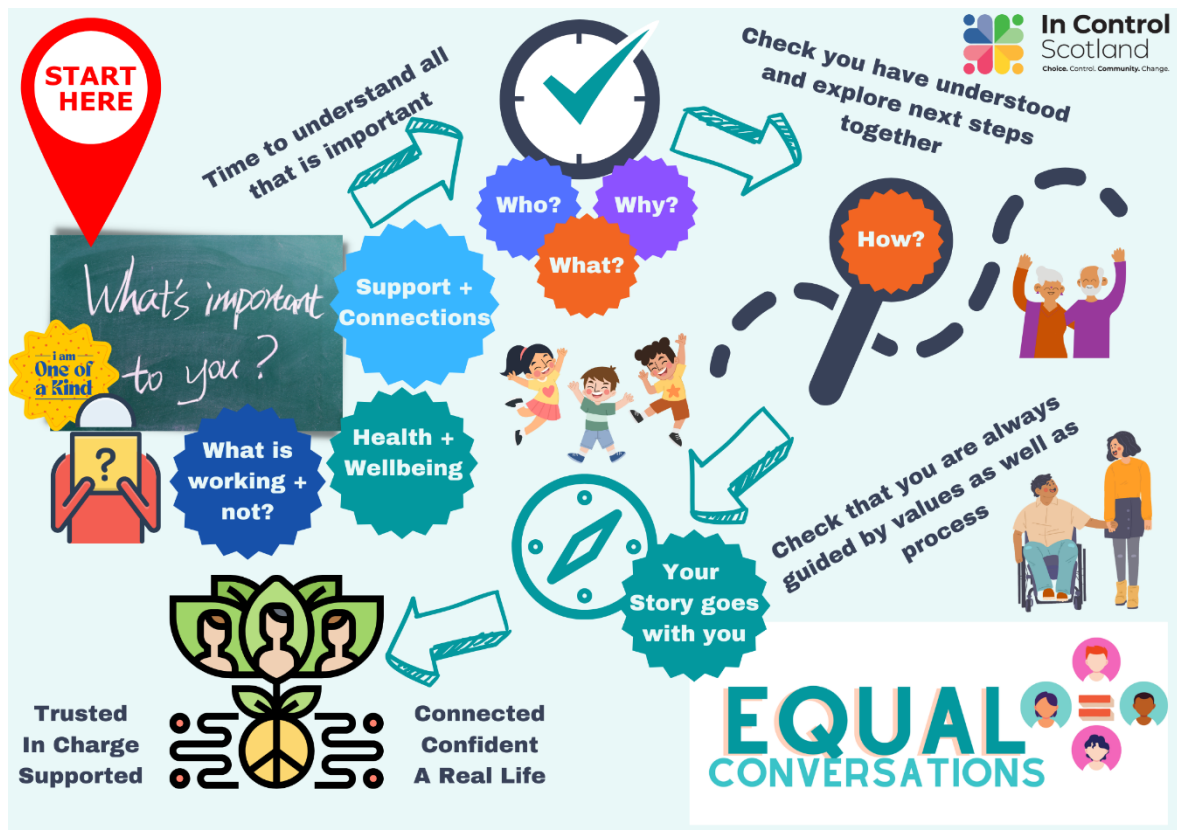 START
HERE
What's important
to you?
i am
One of
a Kind
?
What is
working +
not?
Health +
Wellbeing
Support +
Connections
Time to understand all
that is important
Who?
Why?
What?
Check you have understood
and explore next steps
together
In Control
Scotland
Choice. Control. Community. Change.
How?
Check that you are always
guided by values as well as
process
Your
Story goes
with you
Trusted
In Charge
Supported
Connected
Confident
A Real Life
EQUAL
CONVERSATIONS